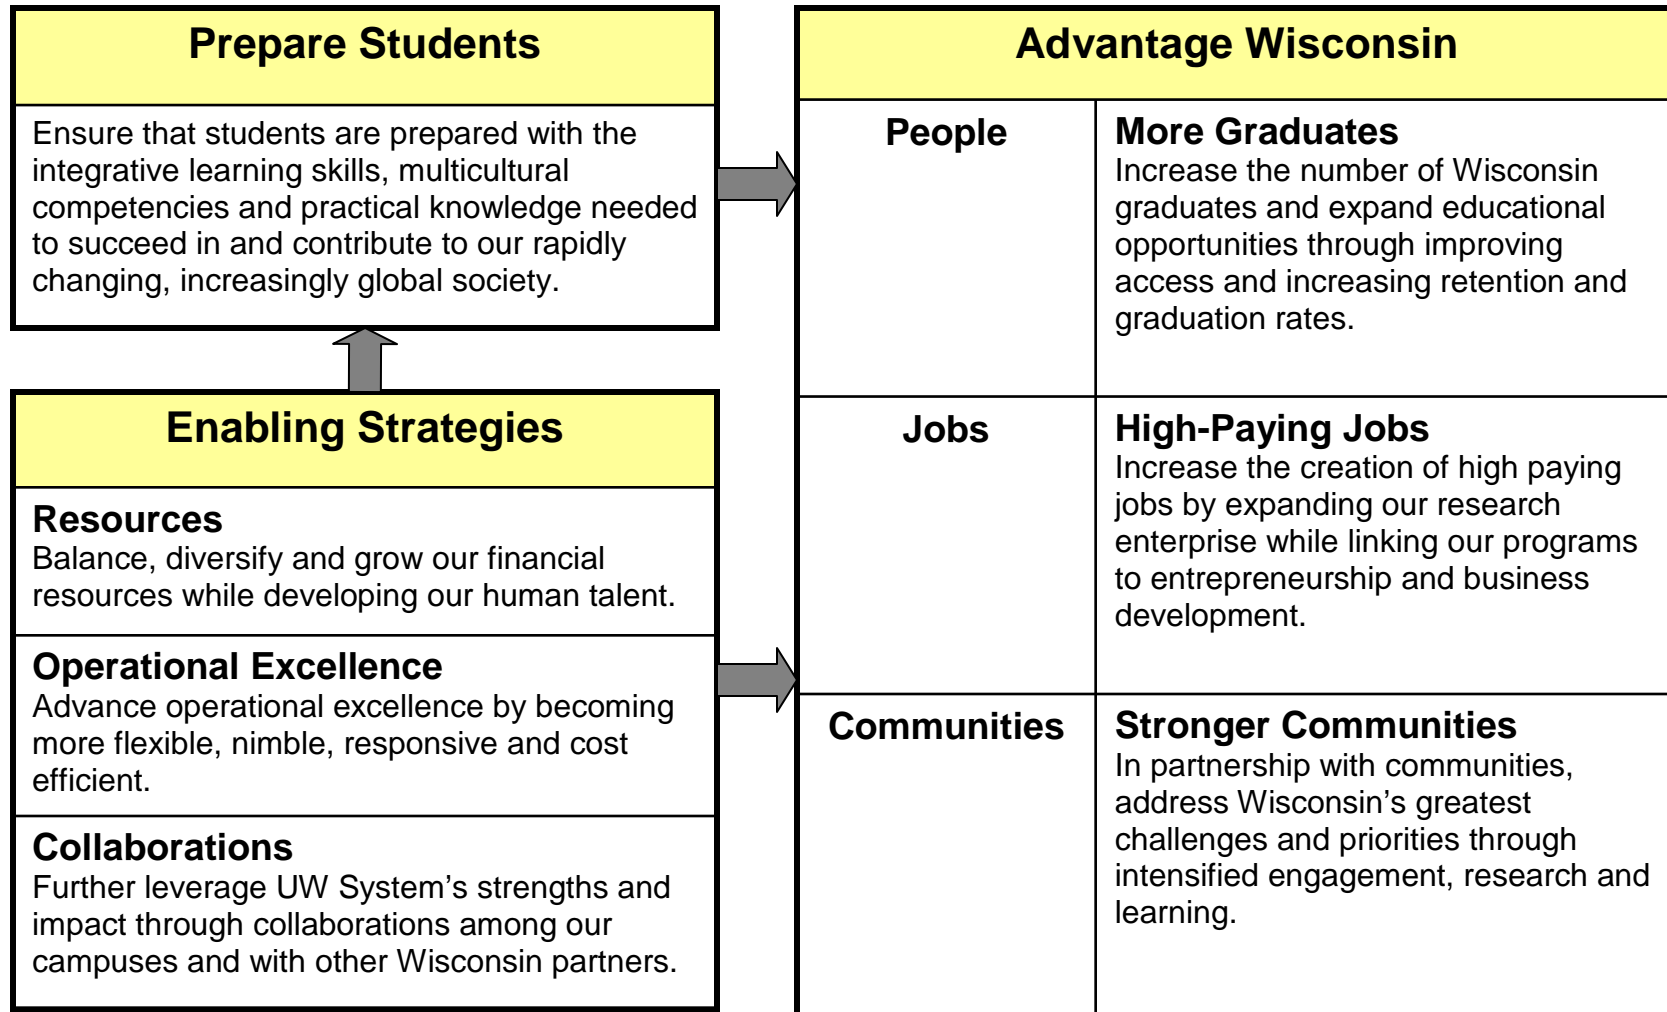 Prepare Students
Ensure that students are prepared with the
integrative learning skills, multicultural
competencies and practical knowledge needed
to succeed in and contribute to our rapidly
changing, increasingly global society.
Enabling Strategies
Resources
Balance, diversify and grow our financial
resources while developing our human talent.
Operational Excellence
Advance operational excellence by becoming
more flexible, nimble, responsive and cost
efficient.
Collaborations
Further leverage UW System’s strengths and
impact through collaborations among our
campuses and with other Wisconsin partners.
Advantage Wisconsin
People
More Graduates
Increase the number of Wisconsin
graduates and expand educational
opportunities through improving
access and increasing retention and
graduation rates.
Jobs
High-Paying Jobs
Increase the creation of high paying
jobs by expanding our research
enterprise while linking our programs
to entrepreneurship and business
development.
Communities
Stronger Communities
In partnership with communities,
address Wisconsin’s greatest
challenges and priorities through
intensified engagement, research and
learning.